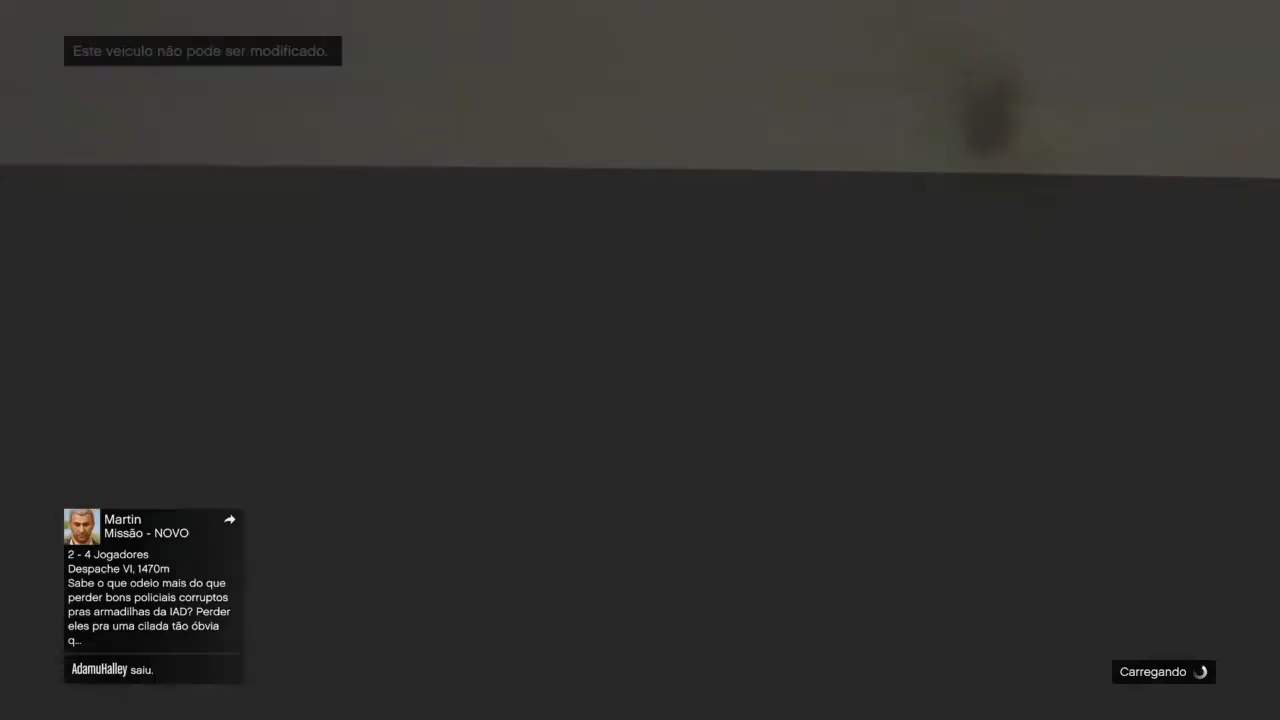 Este veículo não pode ser modificado.
Martin
Missão - NOVO
2 - 4 Jogadores
Despache VI, 1470m
Sabe o que odeio mais do que
perder bons policiais corruptos
pras armadilhas da IAD? Perder
eles pra uma cilada tão óbvia
q...
AdamuHalley saiu.
Carregando